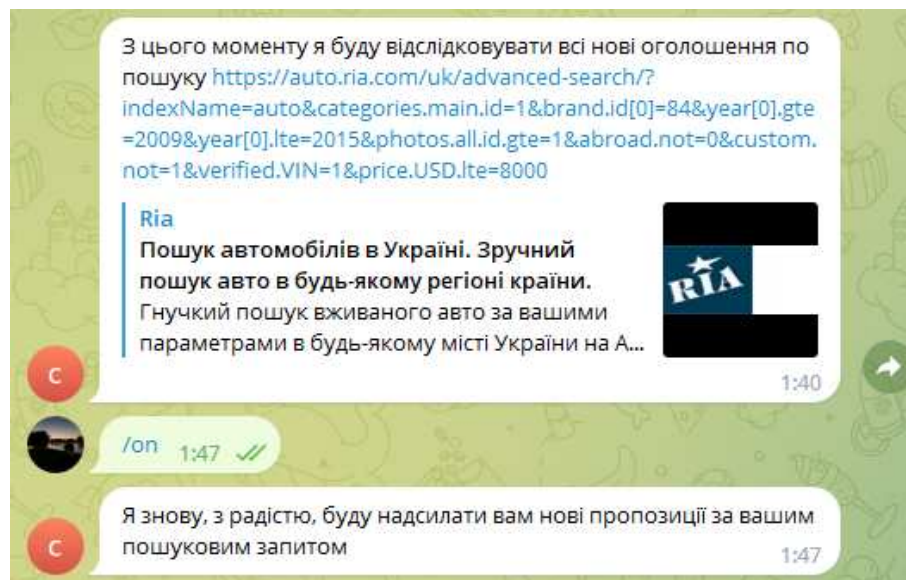 З цього моменту я буду відслідковувати всі нові оголошення по
пошуку https://auto.ria.com/uk/advanced-search/?
indexName=auto&categories.main.id=1&brand.id[0]=84&year[0].gte
=2009&year[0].lte=2015&photos.all.id.gte=1&abroad.not=0&custom.
not=1&verified.VIN=1&price.USD.lte=8000
Ria
Пошук автомобілів в Україні. Зручний
пошук авто в будь-якому регіоні країни.
Гнучкий пошук вживаного авто за вашими
параметрами в будь-якому місті України на A...
RIA
C
1:40
/on 1:47
Я знову, з радістю, буду надсилати вам нові пропозиції за вашим
пошуковим запитом
C
1:47